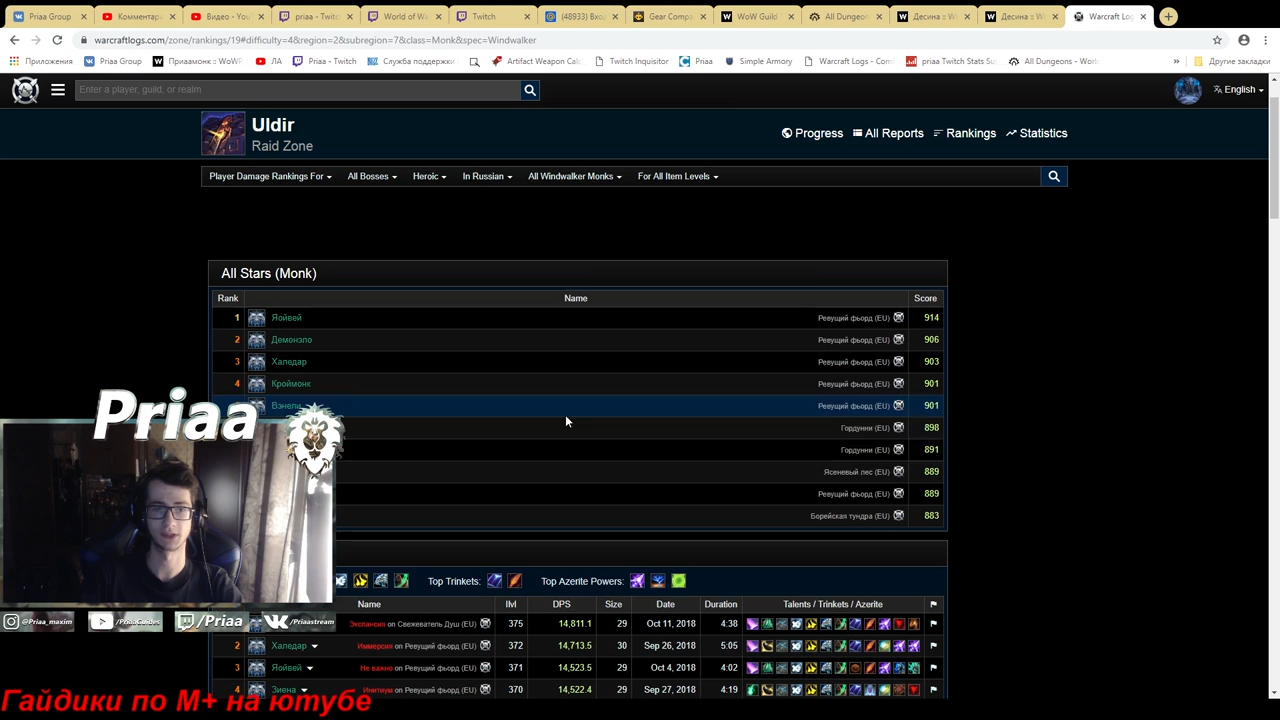 Priaa Group
Комментари
Видео - You
priaa - Twitc
World of Wa
Twitch
(48933) Вход
Gear Compa
WoW Guild
All Dungeon
Десина :: W
Десина :: W
Warcraft Log
warcraftlogs.com/zone/rankings/19#difficulty=4&region=2&subregion=7&class=Monk&spec=Windwalker
Приложения
Priaa Group
Приаамонк :: WoWP
ЛА
Priaa - Twitch
Служба поддержки
Artifact Weapon Calc
Twitch Inquisitor
Priaa
Simple Armory
Warcraft Logs - Com
priaa Twitch Stats Su
All Dungeons - Worl
»
Другие закладки
Enter a player, guild, or realm
English
Uldir
Raid Zone
Progress
All Reports
Rankings
Statistics
Player Damage Rankings For
All Bosses
Heroic
In Russian
All Windwalker Monks
For All Item Levels
All Stars (Monk)
Rank Name Score
1 Яойвей Ревущий фьорд (EU) 914
2 Демонэло Ревущий фьорд (EU) 906
3 Халедар Ревущий фьорд (EU) 903
4 Кроймонк Ревущий фьорд (EU) 901
Вэнели Ревущий фьорд (EU) 901
Гордунни (EU) 898
Гордунни (EU) 891
Ясеневый лес (EU) 889
Ревущий фьорд (EU) 889
Борейская тундра (EU) 883
Priaa
Top Trinkets:
Top Azerite Powers:
Name Ilvl DPS Size Date Duration Talents / Trinkets / Azerite
Экспансия on Свежеватель Душ (EU) 375 14,811.1 29 Oct 11, 2018 4:38
2 Халедар Иммерсия on Ревущий фьорд (EU) 372 14,713.5 30 Sep 26, 2018 5:05
3 Яойвей Не важно on Ревущий фьорд (EU) 371 14,523.5 29 Oct 4, 2018 4:02
4 Зиена Инитиум on Ревущий фьорд (EU) 370 14,522.4 29 Sep 27, 2018 4:19
@Priaa_maxim
/PriaaGuides
/Priaa
/Priaastream
Гайдики по М+ на ютубе